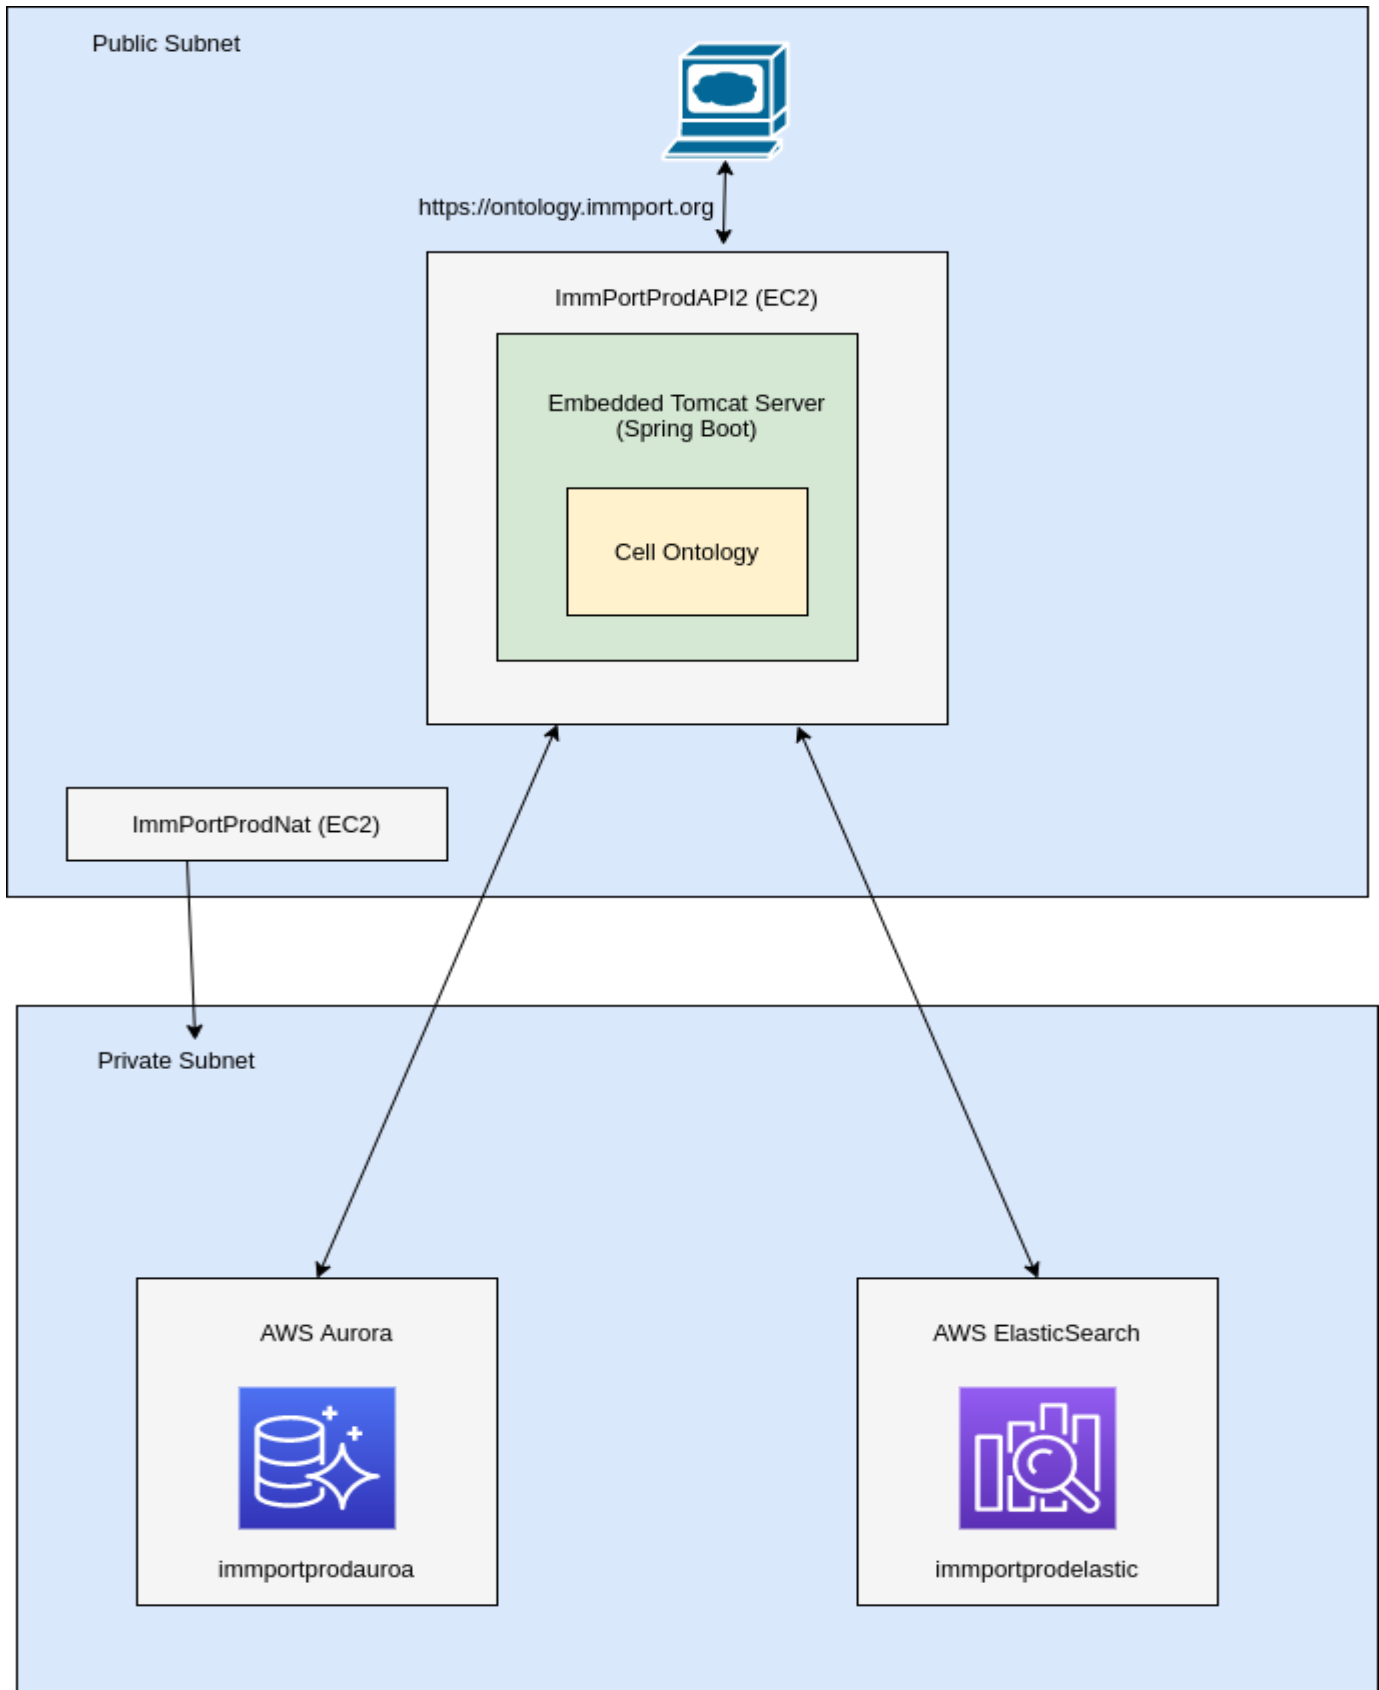 Public Subnet
https://ontology.immport.org
ImmPortProdAPI2 (EC2)
Embedded Tomcat Server
(Spring Boot)
Cell Ontology
ImmPortProdNat (EC2)
Private Subnet
AWS Aurora
AWS ElasticSearch
immportprodauroa
immportprodelastic